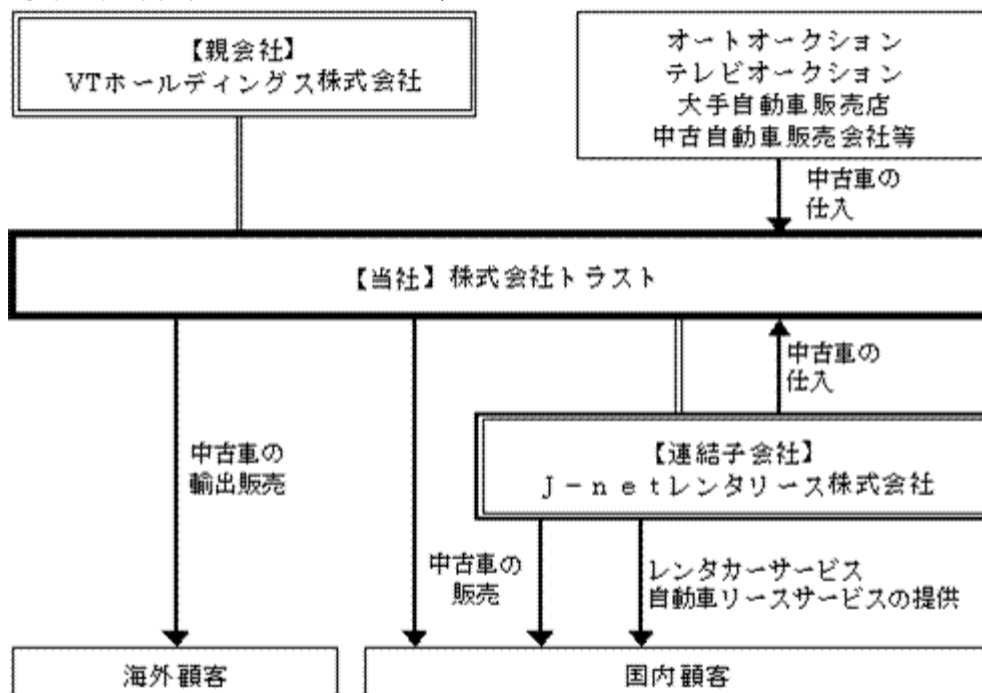 【親会社】
VTホールディングス株式会社
オートオークション
テレビオークション
大手自動車販売店
中古自動車販売会社等
中古車の
仕入
【当社】株式会社トラスト
中古車の
仕入
【連結子会社】
J－netレンタリース株式会社
中古車の
輸出販売
中古車の
販売
レンタカーサービス
自動車リースサービスの提供
海外顧客
国内顧客